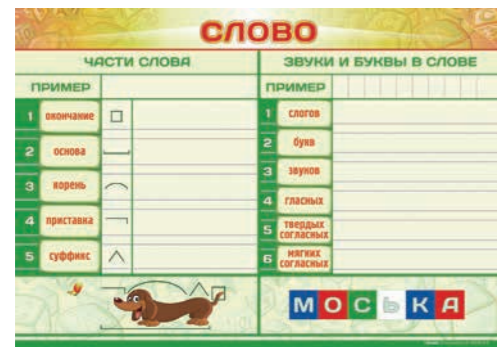 СЛОВО
ЧАСТИ СЛОВА
ПРИМЕР
1 окончание
2 основа
3 корень
4 приставка
5 суффикс
ЗВУКИ И БУКВЫ В СЛОВЕ
ПРИМЕР
1 слогов
2 букв
3 звуков
4 гласных
5 твердых
согласных
6 мягких
согласных
МОСЬКА